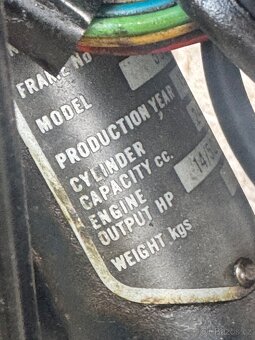 FRAME NO
MODEL
PRODUCTION YEAR
CYLINDER
CAPACITY cc.
ENGINE
OUTPUT HP
WEIGHT kgs